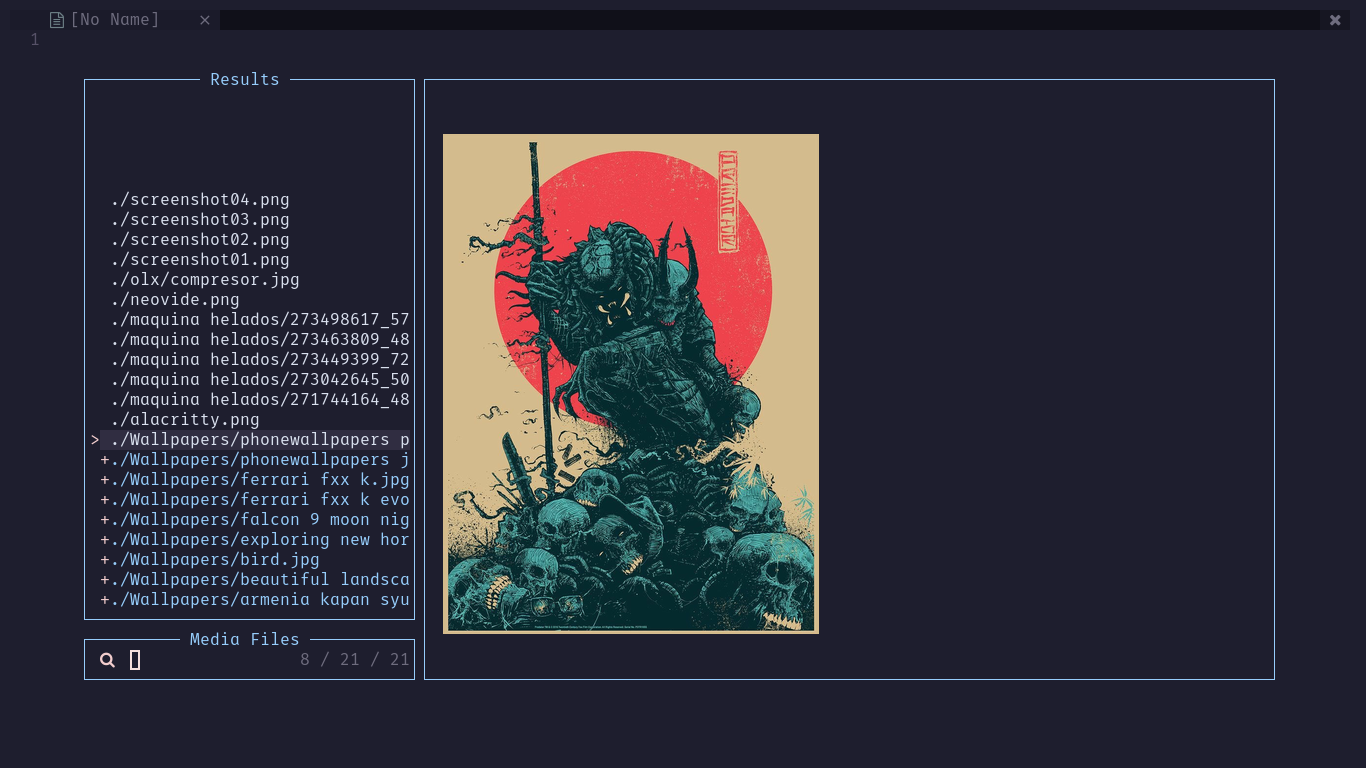 [No Name] ×
1
Results
./screenshot04.png
./screenshot03.png
./screenshot02.png
./screenshot01.png
./olx/compresor.jpg
./neovide.png
./maquina helados/273498617_57
./maquina helados/273463809_48
./maquina helados/273449399_72
./maquina helados/273042645_50
./maquina helados/271744164_48
./alacritty.png
> ./Wallpapers/phonewallpapers p
+./Wallpapers/phonewallpapers j
+./Wallpapers/ferrari fxx k.jpg
+./Wallpapers/ferrari fxx k evo
+./Wallpapers/falcon 9 moon nig
+./Wallpapers/exploring new hor
+./Wallpapers/bird.jpg
+./Wallpapers/beautiful landsca
+./Wallpapers/armenia kapan syu
Media Files
8 / 21 / 21